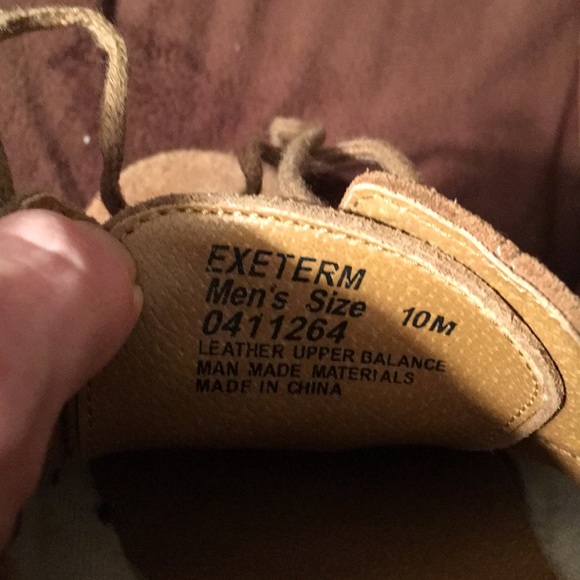 EXETERM
Men's Size 10M
0411264
LEATHER UPPER BALANCE
MAN MADE MATERIALS
MADE IN CHINA